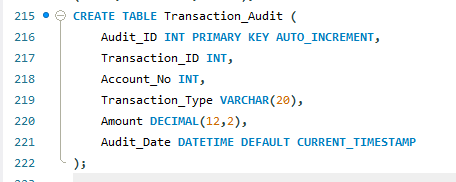 215 CREATE TABLE Transaction_Audit (
216 Audit_ID INT PRIMARY KEY AUTO_INCREMENT,
217 Transaction_ID INT,
218 Account_No INT,
219 Transaction_Type VARCHAR(20),
220 Amount DECIMAL(12,2),
221 Audit_Date DATETIME DEFAULT CURRENT_TIMESTAMP
222 );